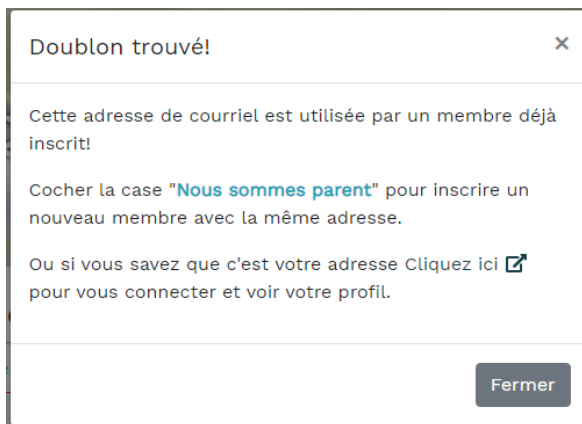 Doublon trouvé!
×
Cette adresse de courriel est utilisée par un membre déjà
inscrit!
Cocher la case "Nous sommes parent" pour inscrire un
nouveau membre avec la même adresse.
Ou si vous savez que c'est votre adresse Cliquez ici
pour vous connecter et voir votre profil.
Fermer